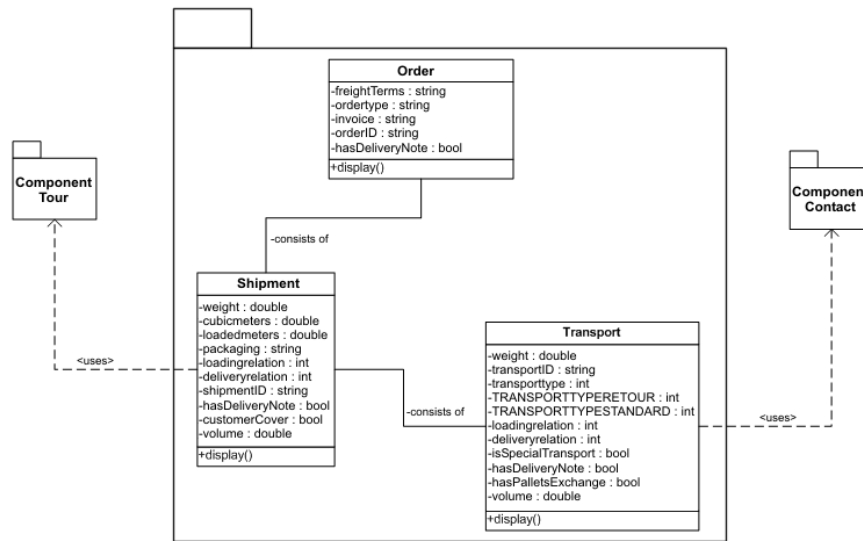 Order
-freightTerms : string
-ordertype : string
-invoice : string
-orderID : string
-hasDeliveryNote : bool
+display()
Component
Tour
Component
Contact
-consists of
Shipment
-weight : double
-cubicmeters : double
-loadedmeters : double
-packaging : string
-loadingrelation : int
-deliveryrelation : int
-shipmentID : string
-hasDeliveryNote : bool
-customerCover : bool
-volume : double
+display()
<uses>
-consists of
Transport
-weight : double
-transportID : string
-transporttype : int
-TRANSPORTTYPERETOUR : int
-TRANSPORTTYPESTANDARD : int
-loadingrelation : int
-deliveryrelation : int
-isSpecialTransport : bool
-hasDeliveryNote : bool
-hasPalletsExchange : bool
-volume : double
+display()
<uses>